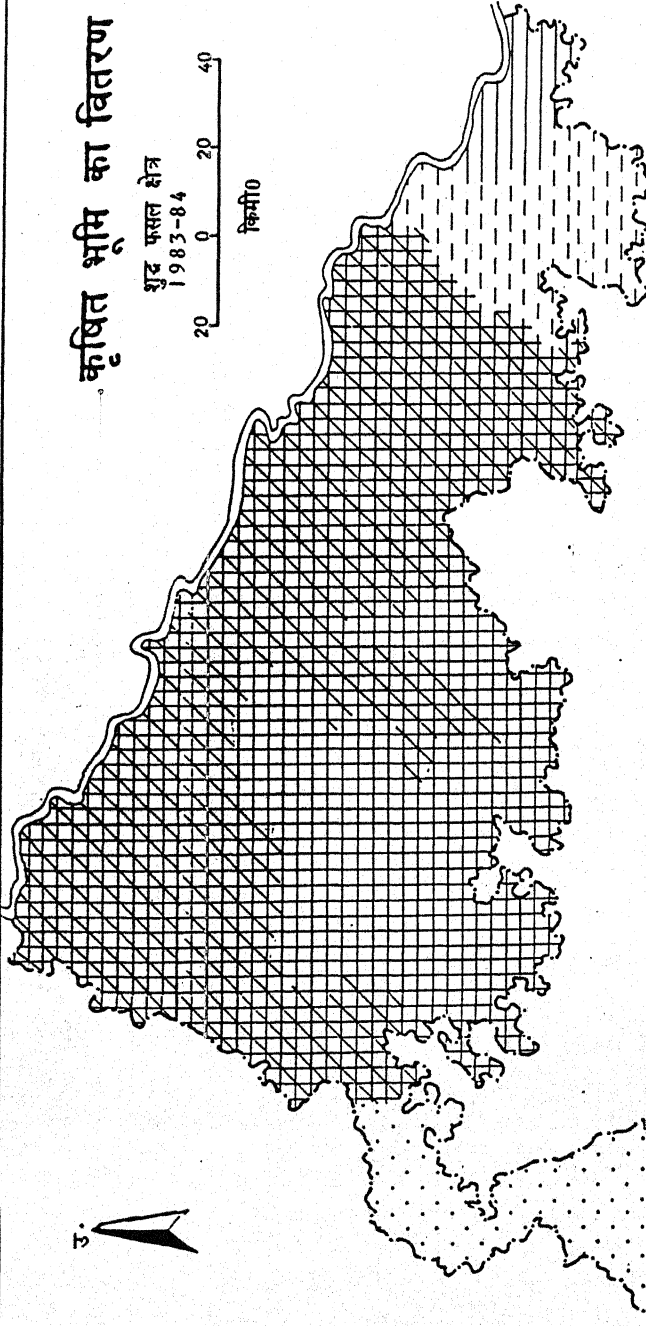 कृषित भूमि का वितरण
शुद्ध फसल क्षेत्र
1983-84
20 0 20 40
किमी0
उ.